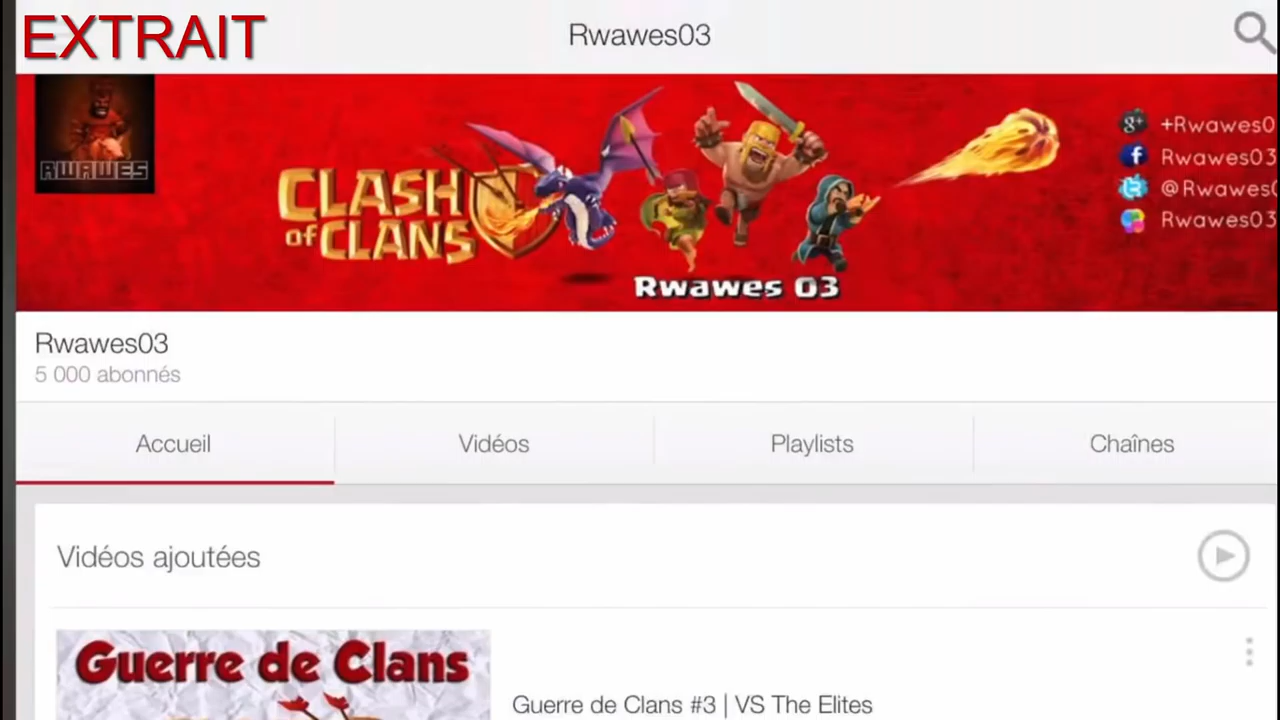 EXTRAIT
Rwawes03
RWAWES
CLASH
of CLANS
Rwawes 03
+Rwawes0
Rwawes03
@Rwawes0
Rwawes03
Rwawes03
5 000 abonnés
Accueil
Vidéos
Playlists
Chaînes
Vidéos ajoutées
Guerre de Clans
Guerre de Clans #3 | VS The Elites